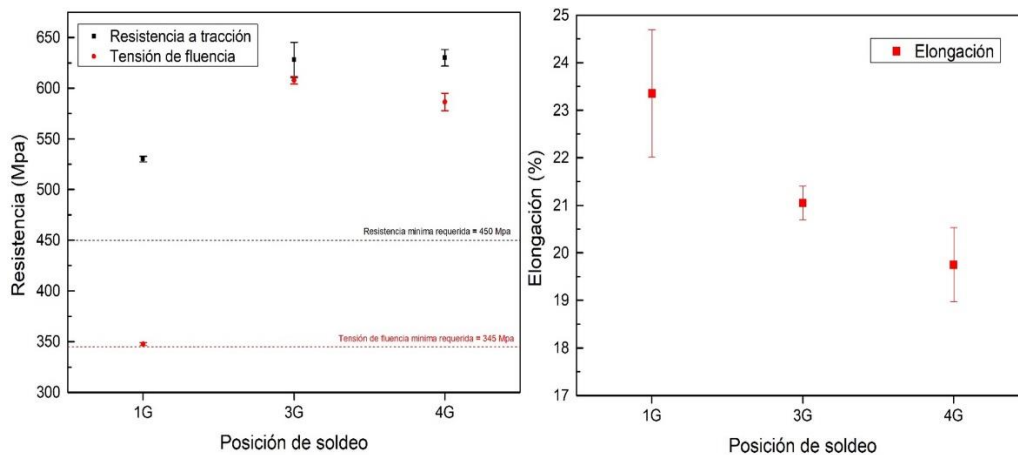 Resistencia a tracción
Tensión de fluencia
650
600
550
500
450
400
350
300
Resistencia (Mpa)
Resistencia minima requerida = 450 Mpa
Tensión de fluencia minima requerida = 345 Mpa
1G
3G
4G
Posición de soldeo
Elongación
25
24
23
22
21
20
19
18
17
Elongación (%)
1G
3G
4G
Posición de soldeo